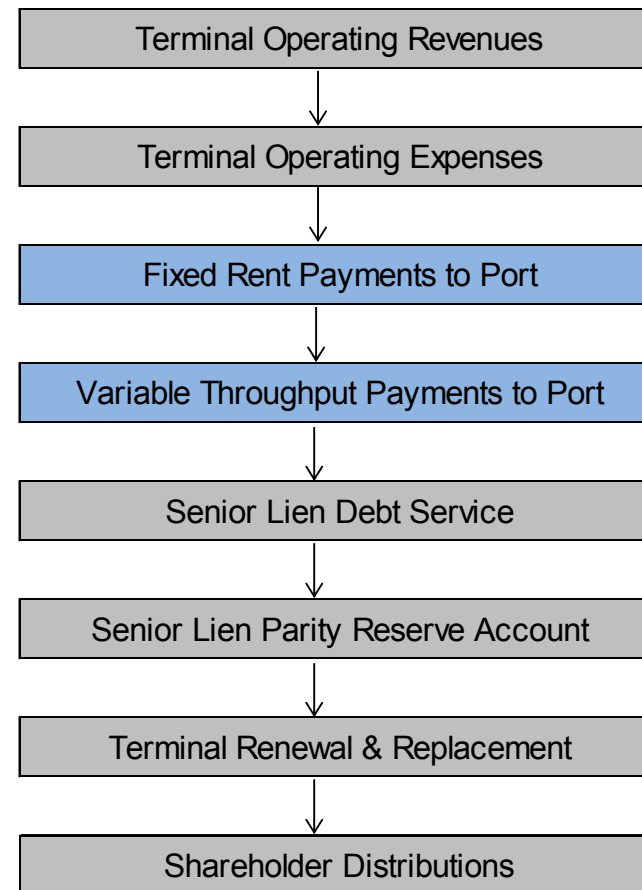 Terminal Operating Revenues
Terminal Operating Expenses
Fixed Rent Payments to Port
Variable Throughput Payments to Port
Senior Lien Debt Service
Senior Lien Parity Reserve Account
Terminal Renewal & Replacement
Shareholder Distributions